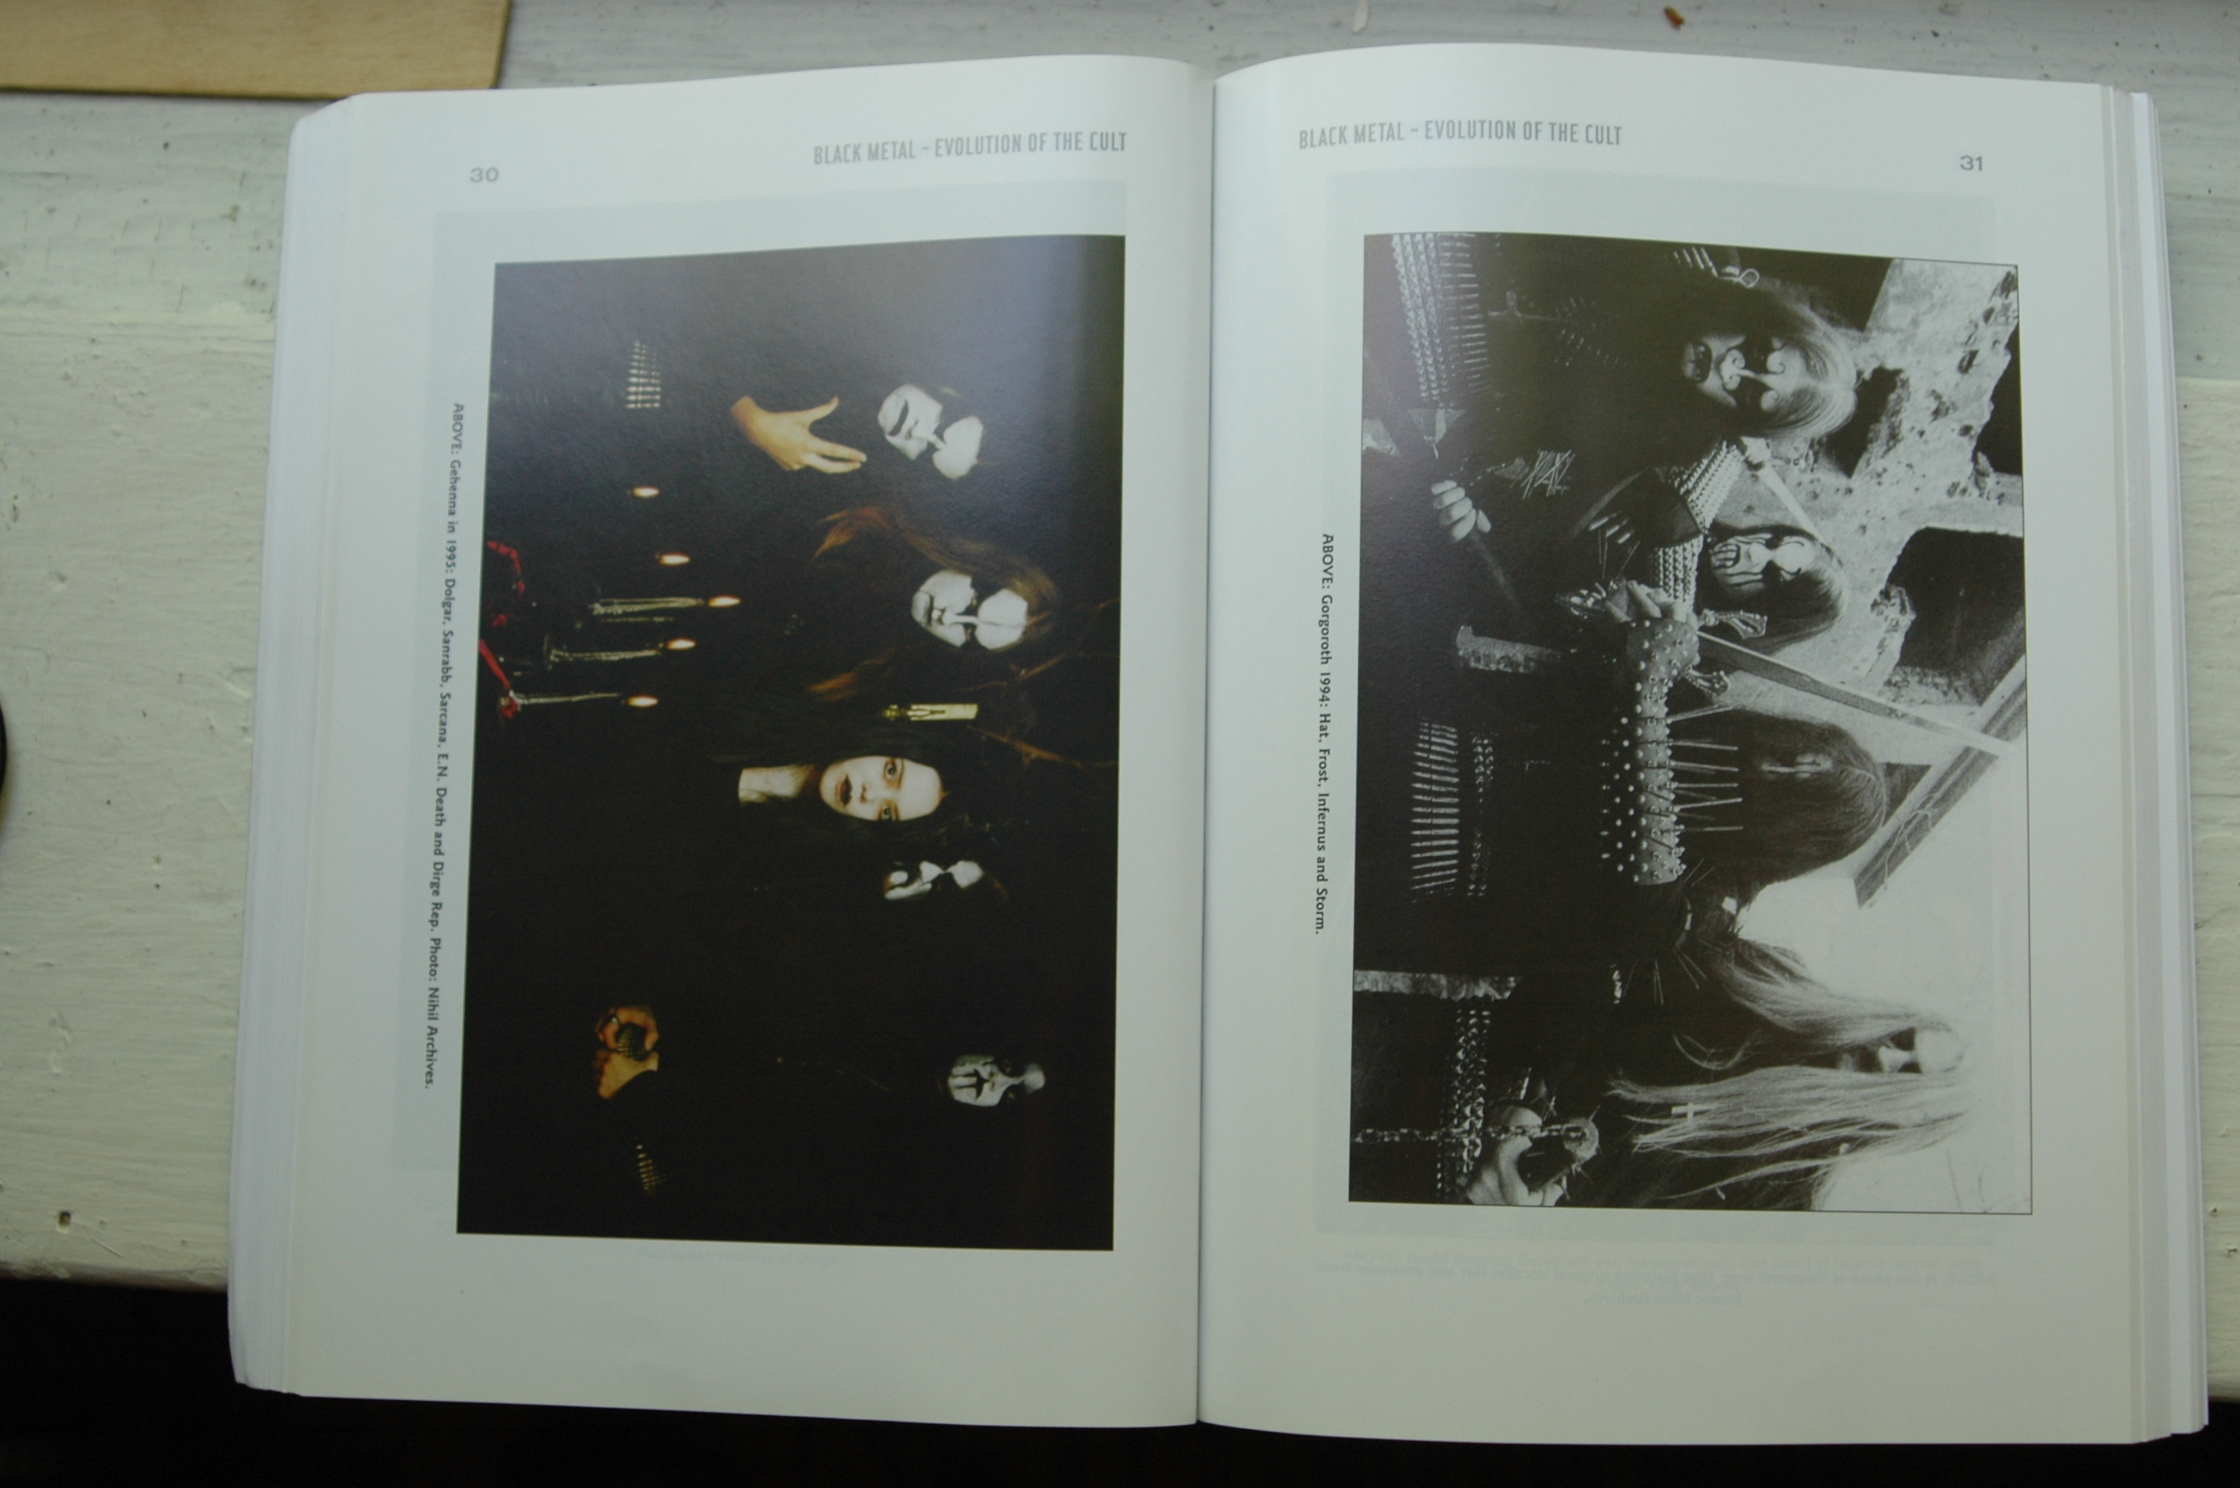 30
BLACK METAL ~ EVOLUTION OF THE CULT
ABOVE: Gehenna in 1995: Dolgar, Sanrabb, Sarcana, E.N. Death and Dirge Rep. Photo: Nihil Archives.
BLACK METAL ~ EVOLUTION OF THE CULT
31
ABOVE: Gorgoroth 1994: Hat, Frost, Infernus and Storm.